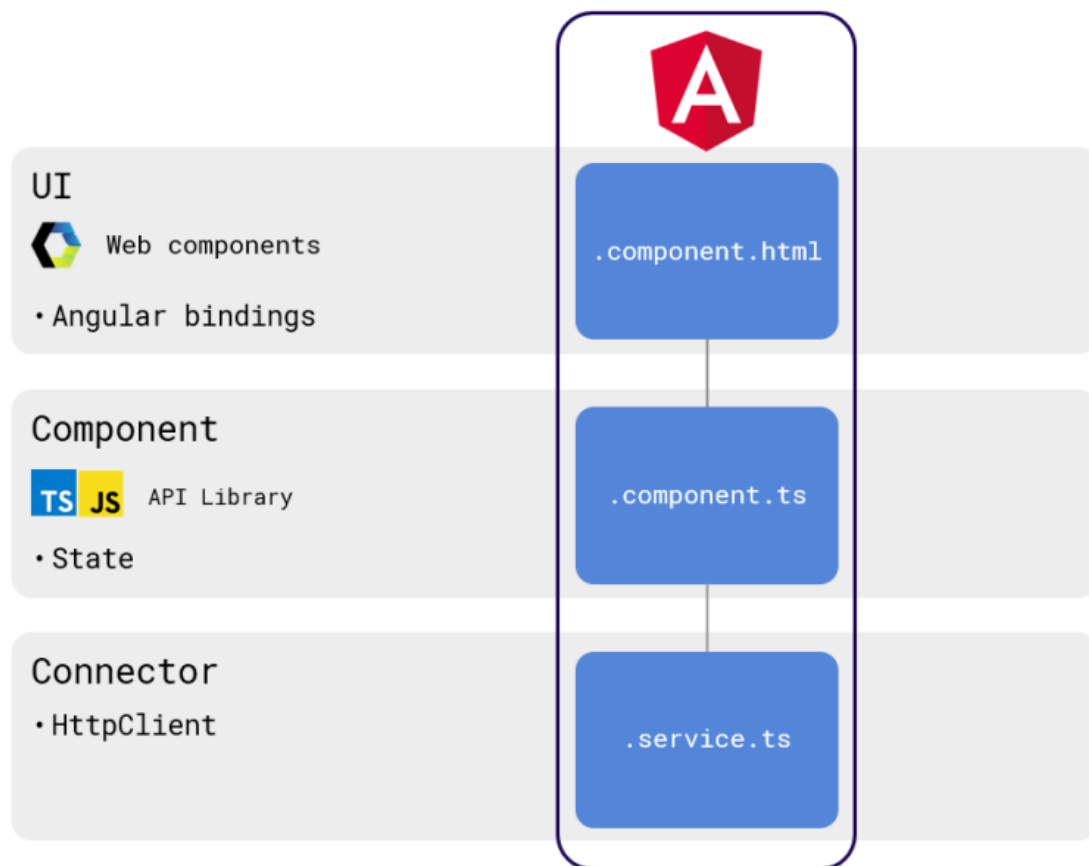 A
UI
Web components
• Angular bindings
.component.html
Component
TS JS API Library
• State
.component.ts
Connector
• HttpClient
.service.ts